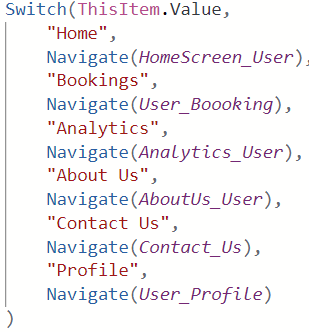 Switch(ThisItem.Value,
    "Home",
    Navigate(HomeScreen_User),
    "Bookings",
    Navigate(User_Boooking),
    "Analytics",
    Navigate(Analytics_User),
    "About Us",
    Navigate(AboutUs_User),
    "Contact Us",
    Navigate(Contact_Us),
    "Profile",
    Navigate(User_Profile)
)